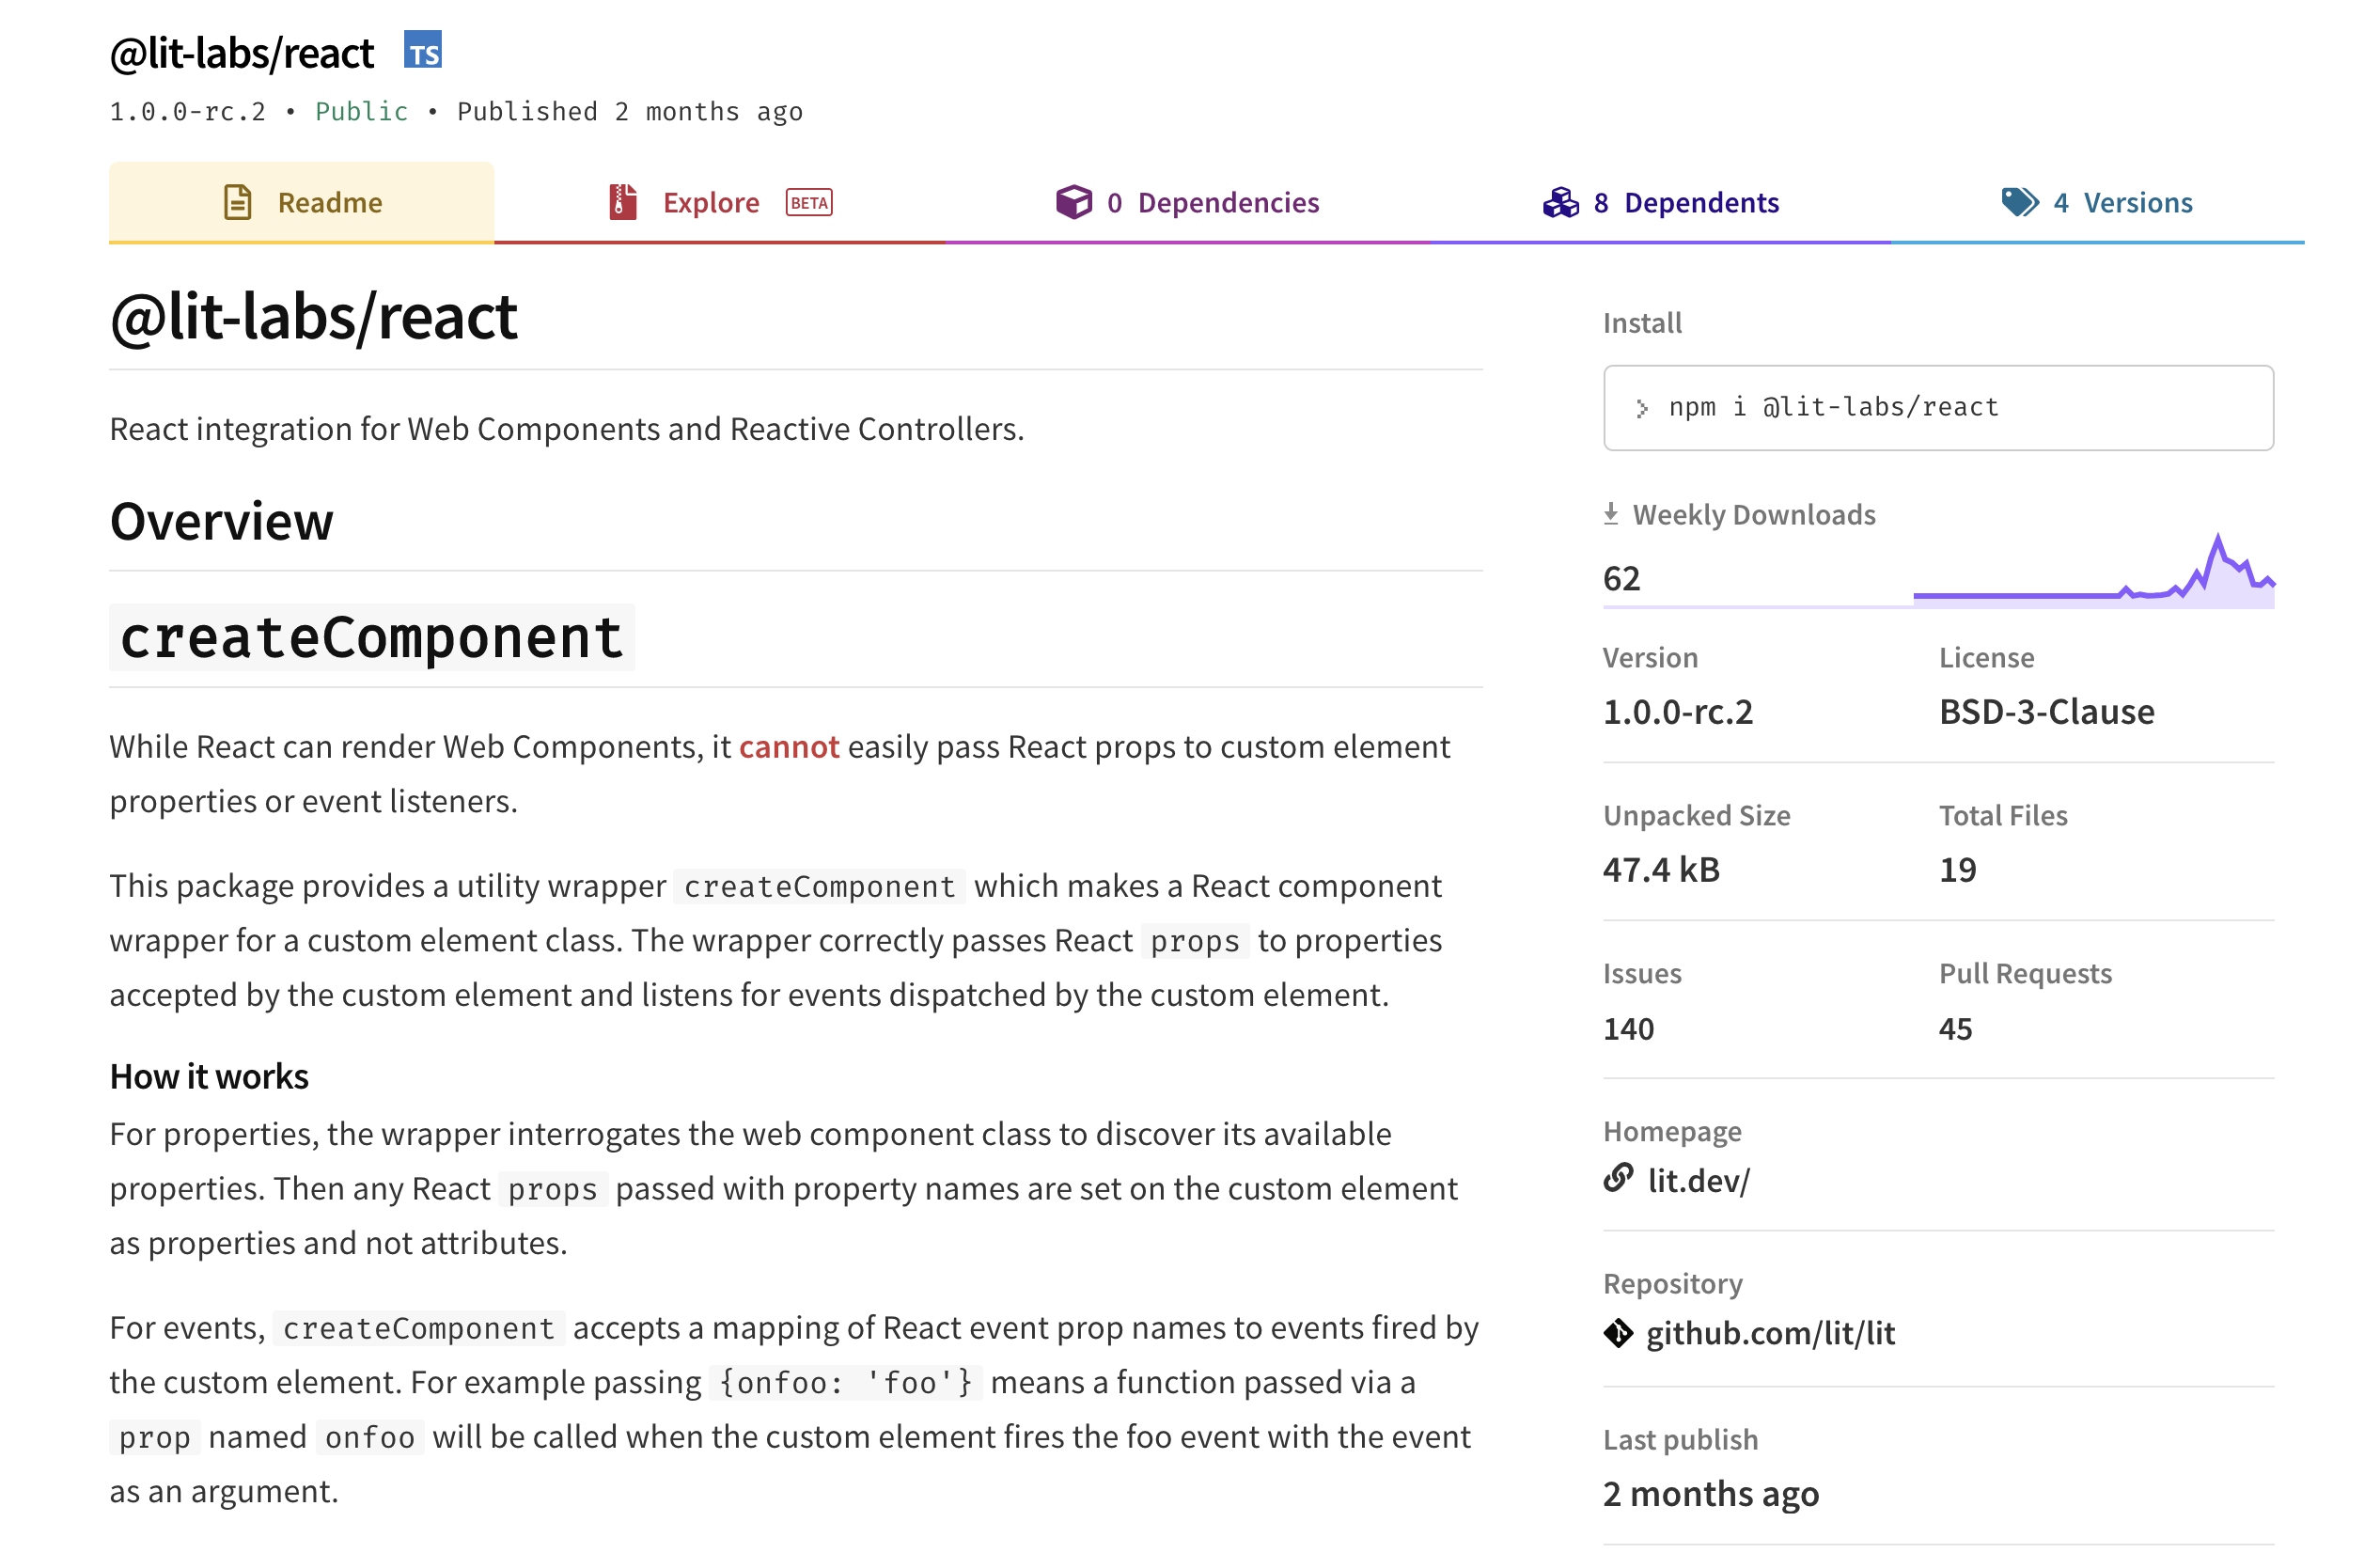 @lit-labs/react TS
1.0.0-rc.2 • Public • Published 2 months ago
Readme
Explore BETA
0 Dependencies
8 Dependents
4 Versions
@lit-labs/react
React integration for Web Components and Reactive Controllers.
Overview
createComponent
While React can render Web Components, it cannot easily pass React props to custom element
properties or event listeners.
This package provides a utility wrapper createComponent which makes a React component
wrapper for a custom element class. The wrapper correctly passes React props to properties
accepted by the custom element and listens for events dispatched by the custom element.
How it works
For properties, the wrapper interrogates the web component class to discover its available
properties. Then any React props passed with property names are set on the custom element
as properties and not attributes.
For events, createComponent accepts a mapping of React event prop names to events fired by
the custom element. For example passing {onfoo: 'foo'} means a function passed via a
prop named onfoo will be called when the custom element fires the foo event with the event
as an argument.
Install
npm i @lit-labs/react
Weekly Downloads
62
Version
1.0.0-rc.2
License
BSD-3-Clause
Unpacked Size
47.4 kB
Total Files
19
Issues
140
Pull Requests
45
Homepage
lit.dev/
Repository
github.com/lit/lit
Last publish
2 months ago